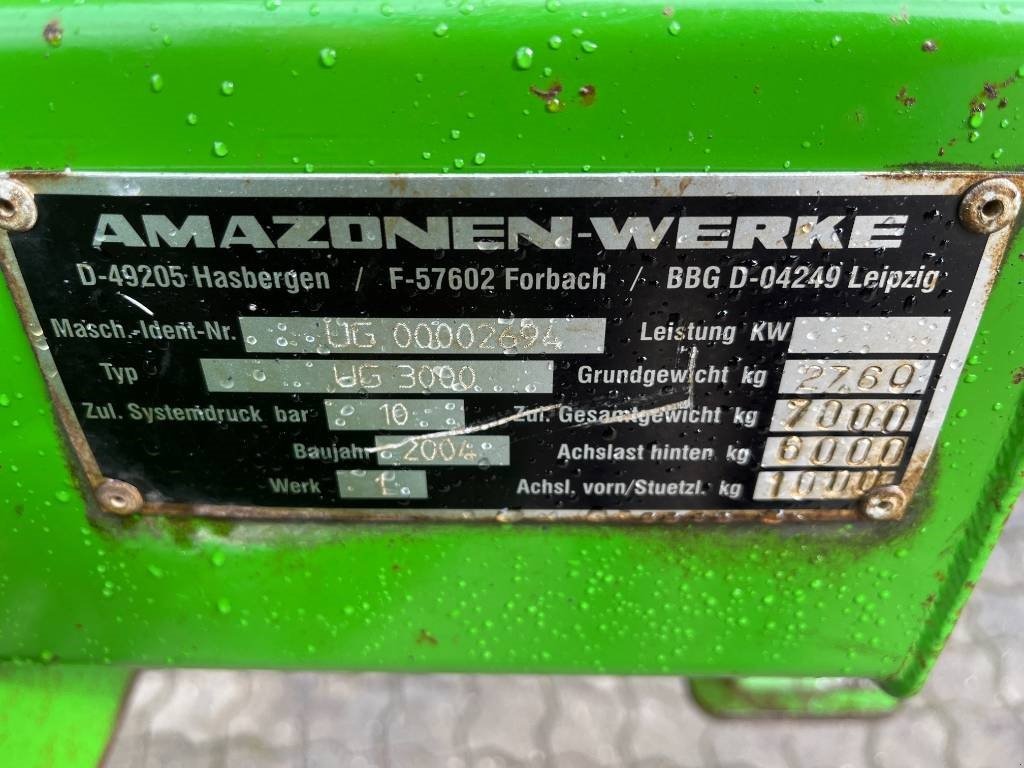 AMAZONEN-WERKE
D-49205 Hasbergen / F-57602 Forbach / BBG D-04249 Leipzig
Masch.-Ident-Nr. UG 00002694 Leistung KW
Typ UG 3000 Grundgewicht kg 2760
Zul. Systemdruck bar 10 Zul. Gesamtgewicht kg 7000
Baujahr 2004 Achslast hinten kg 6000
Werk 1 Achsl. vorn/Stuetzl. kg 1000